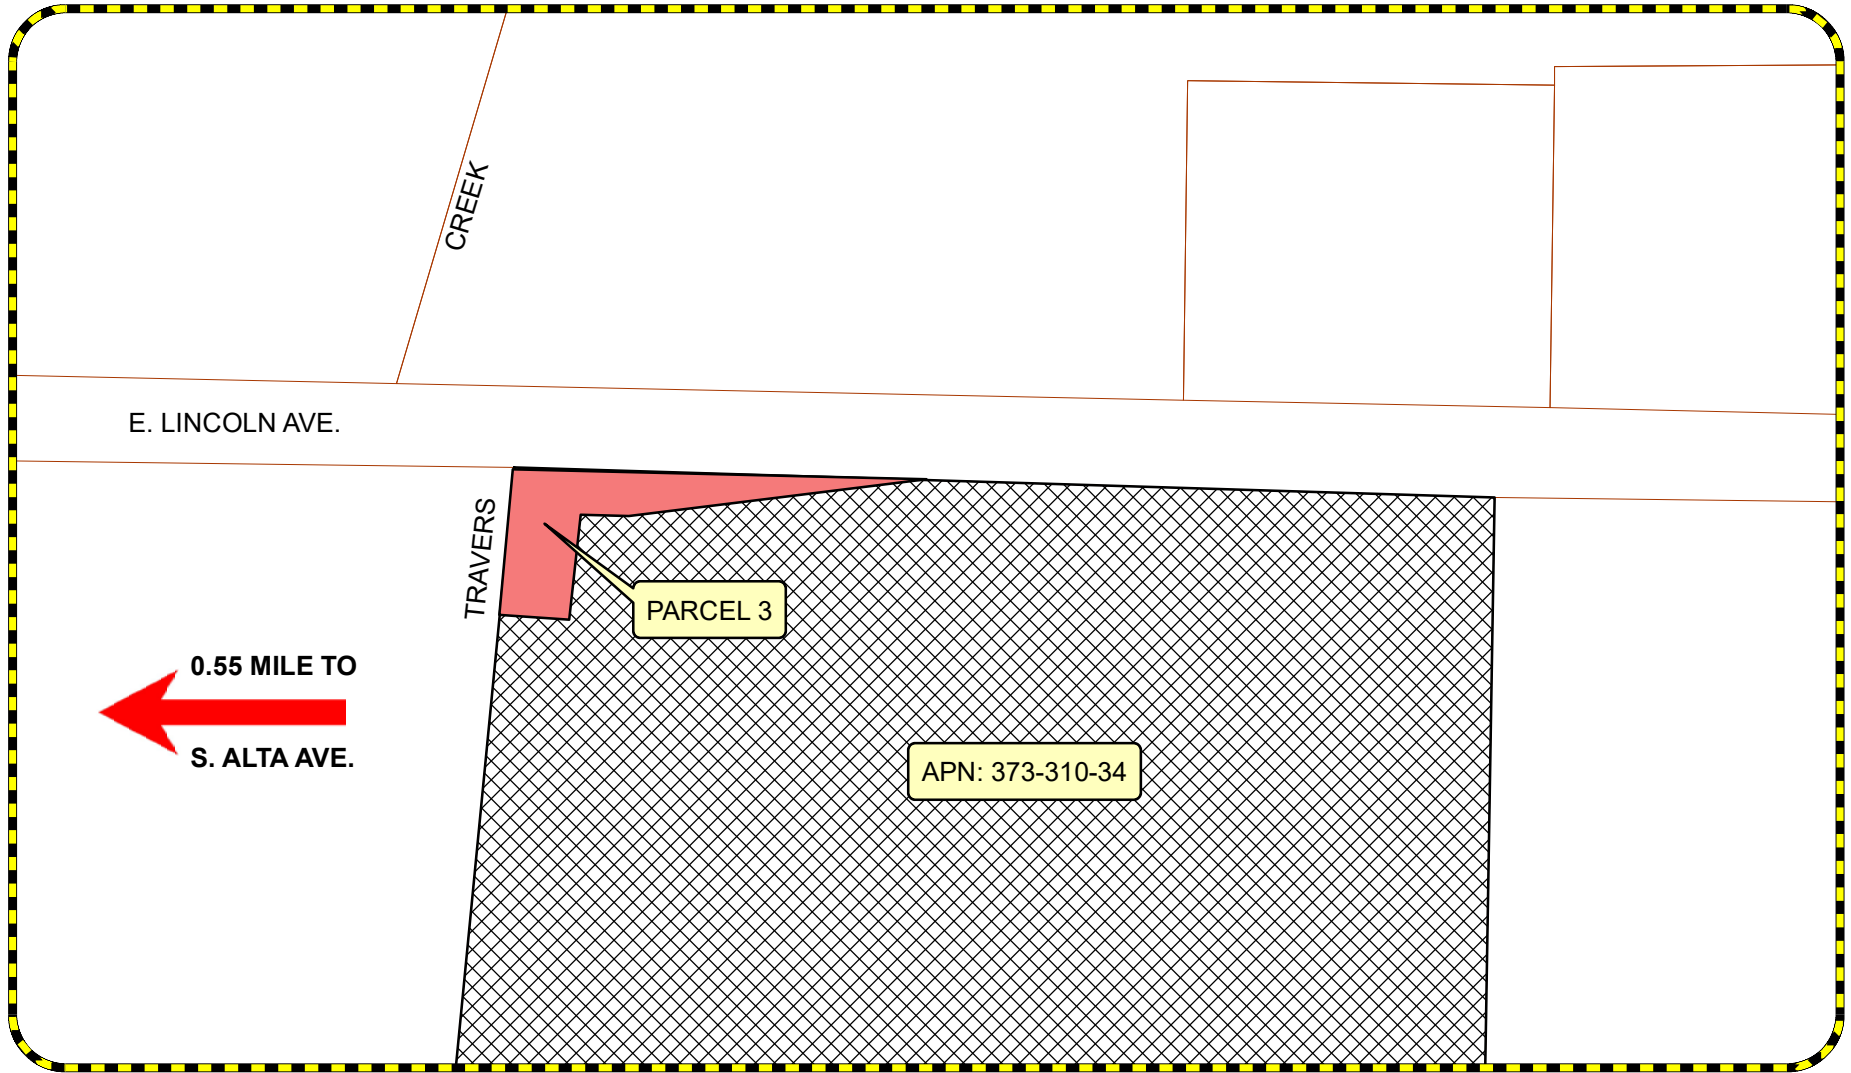 CREEK
E. LINCOLN AVE.
TRAVERS
PARCEL 3
0.55 MILE TO
S. ALTA AVE.
APN: 373-310-34